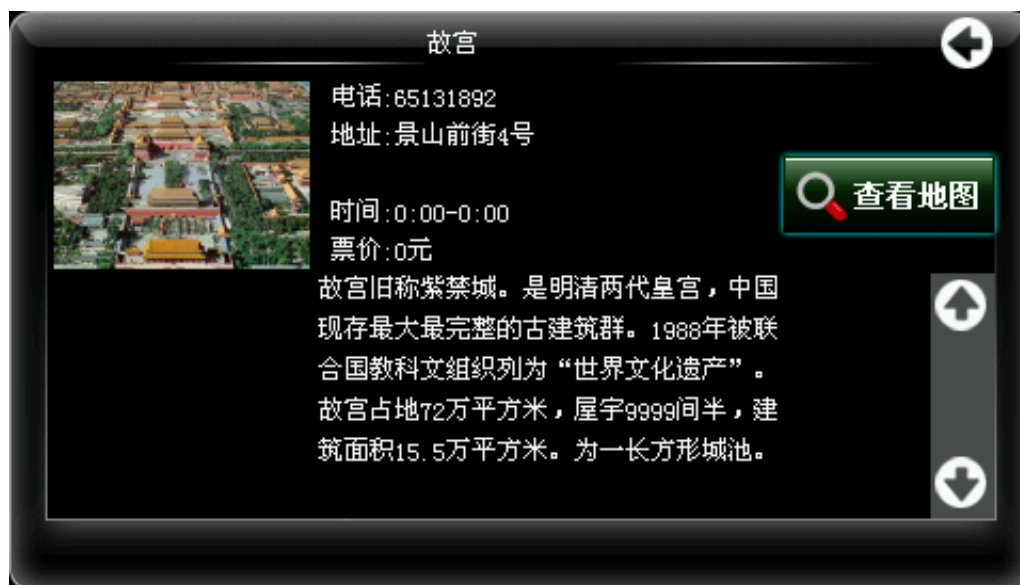 故宫
电话:65131892
地址:景山前街4号
查看地图
时间:0:00-0:00
票价:0元
故宫旧称紫禁城。是明清两代皇宫，中国
现存最大最完整的古建筑群。1988年被联
合国教科文组织列为“世界文化遗产”。
故宫占地72万平方米，屋宇9999间半，建
筑面积15.5万平方米。为一长方形城池。